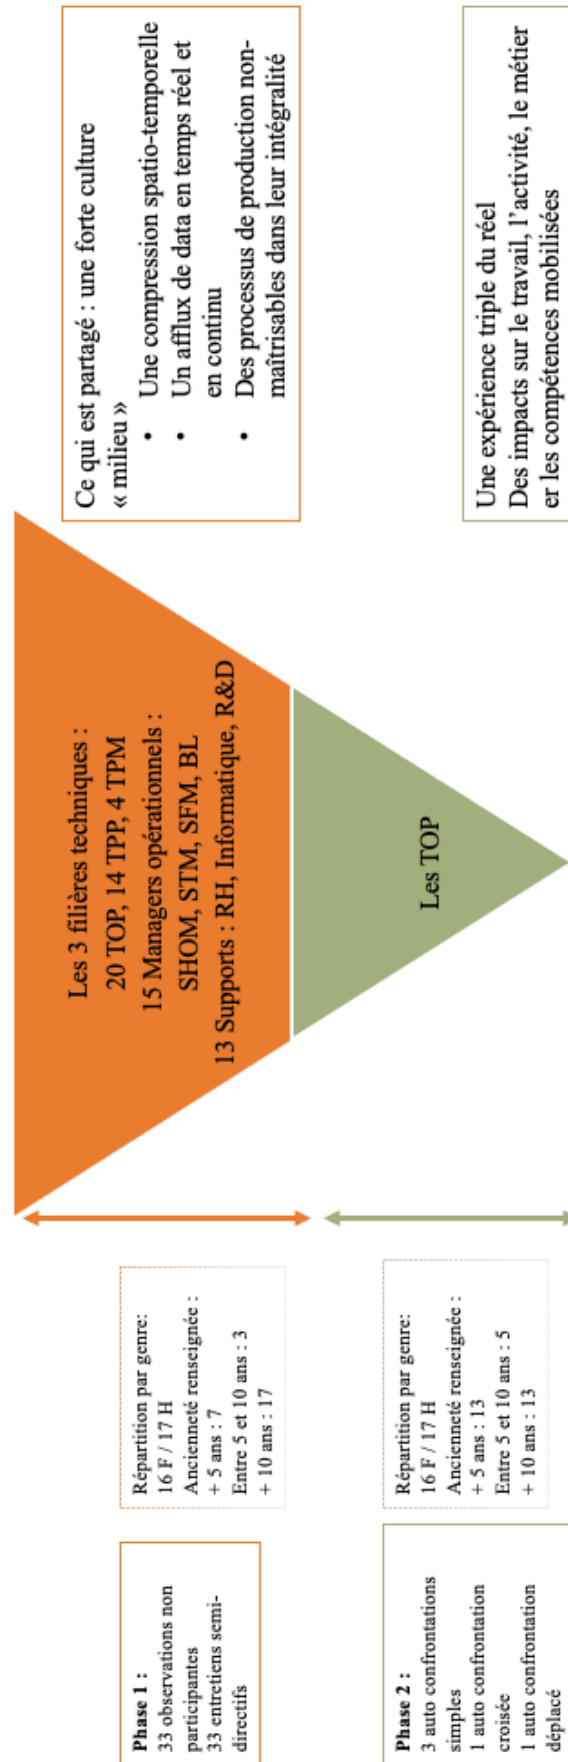 Phase 1 :
33 observations non
participantes
33 entretiens semi-
directifs
Répartition par genre:
16 F / 17 H
Ancienneté renseignée :
+ 5 ans : 7
Entre 5 et 10 ans : 3
+ 10 ans : 17
Les 3 filières techniques :
20 TOP, 14 TPP, 4 TPM
15 Managers opérationnels :
SHOM, STM, SFM, BL
13 Supports : RH, Informatique, R&D
Ce qui est partagé : une forte culture
« milieu »
• Une compression spatio-temporelle
• Un afflux de data en temps réel et
en continu
• Des processus de production non-
maîtrisables dans leur intégralité
Phase 2 :
3 auto confrontations
simples
1 auto confrontation
croisée
1 auto confrontation
déplacé
Répartition par genre:
16 F / 17 H
Ancienneté renseignée :
+ 5 ans : 13
Entre 5 et 10 ans : 5
+ 10 ans : 13
Les TOP
Une expérience triple du réel
Des impacts sur le travail, l'activité, le métier
er les compétences mobilisées